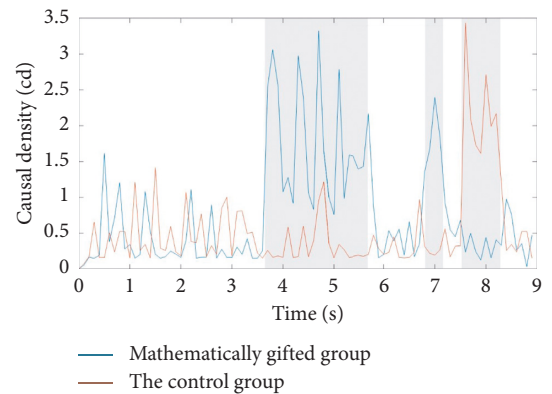 3.5
3
2.5
2
1.5
1
0.5
0
Causal density (cd)
0 1 2 3 4 5 6 7 8 9
Time (s)
Mathematically gifted group
The control group